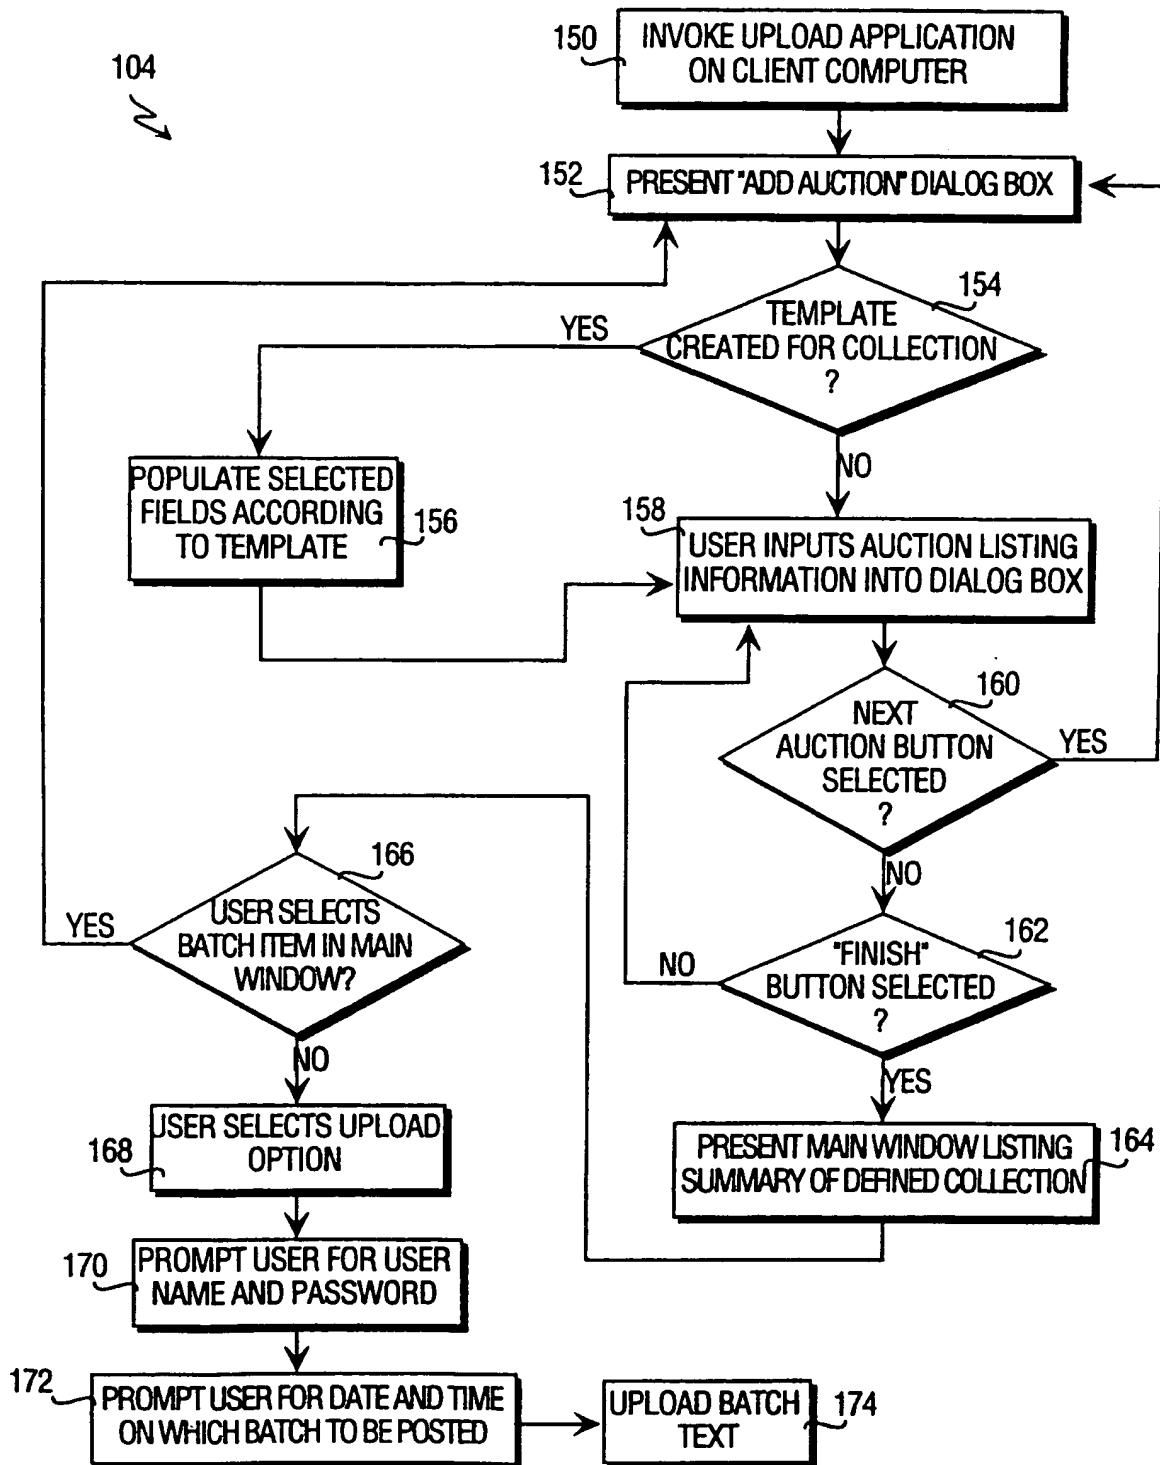 104
150
INVOKE UPLOAD APPLICATION
ON CLIENT COMPUTER
152
PRESENT "ADD AUCTION" DIALOG BOX
154
TEMPLATE
CREATED FOR COLLECTION
?
YES
NO
POPULATE SELECTED
FIELDS ACCORDING
TO TEMPLATE
156
158
USER INPUTS AUCTION LISTING
INFORMATION INTO DIALOG BOX
160
NEXT
AUCTION BUTTON
SELECTED
?
YES
NO
162
"FINISH"
BUTTON SELECTED
?
NO
YES
164
PRESENT MAIN WINDOW LISTING
SUMMARY OF DEFINED COLLECTION
166
USER SELECTS
BATCH ITEM IN MAIN
WINDOW?
YES
NO
168
USER SELECTS UPLOAD
OPTION
170
PROMPT USER FOR USER
NAME AND PASSWORD
172
PROMPT USER FOR DATE AND TIME
ON WHICH BATCH TO BE POSTED
UPLOAD BATCH
TEXT
174